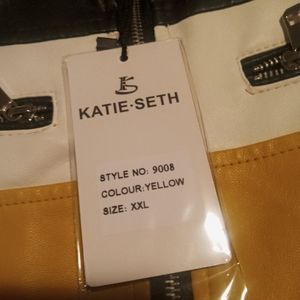 KATIE·SETH
STYLE NO: 9008
COLOUR:YELLOW
SIZE: XXL